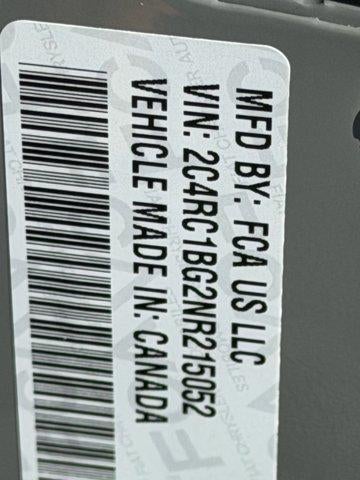 MFD BY: FCA US LLC
VIN: 2C4RC1BG2NR215052
VEHICLE MADE IN: CANADA